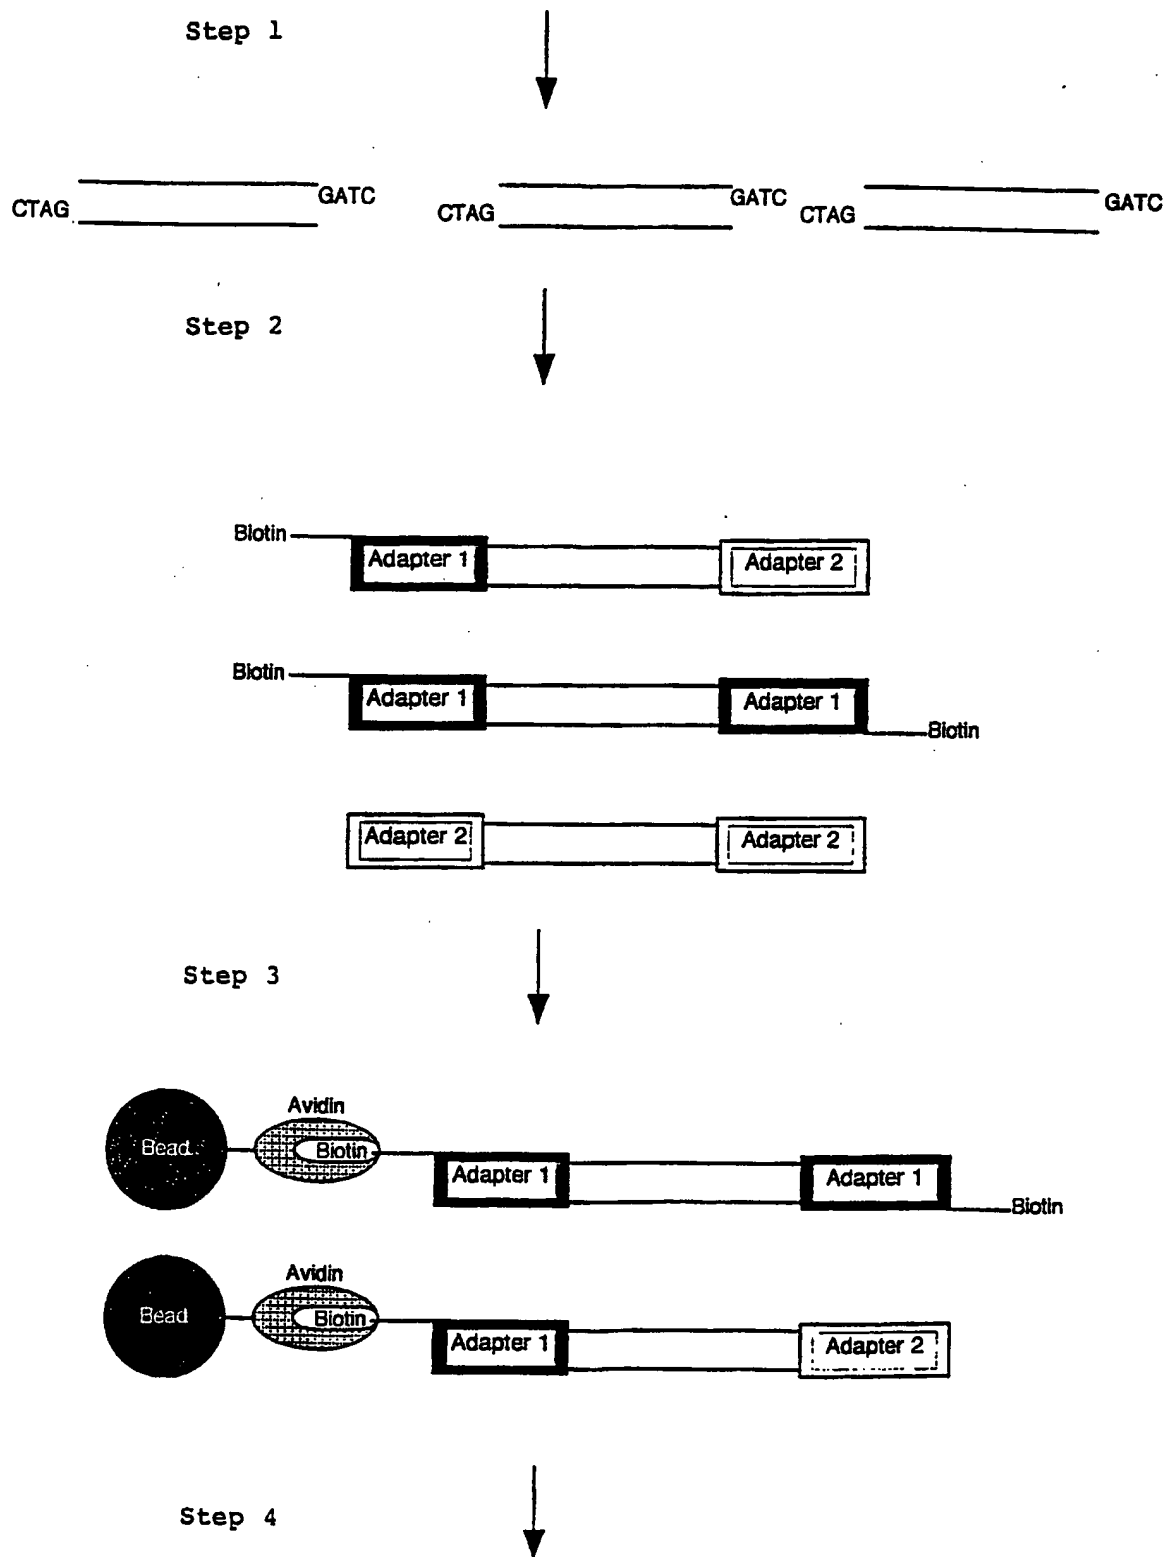 Step 1
CTAG GATC CTAG GATC CTAG GATC
Step 2
Biotin Adapter 1 Adapter 2
Biotin Adapter 1 Adapter 1 Biotin
Adapter 2 Adapter 2
Step 3
Bead Avidin Biotin Adapter 1 Adapter 1 Biotin
Bead Avidin Biotin Adapter 1 Adapter 2
Step 4